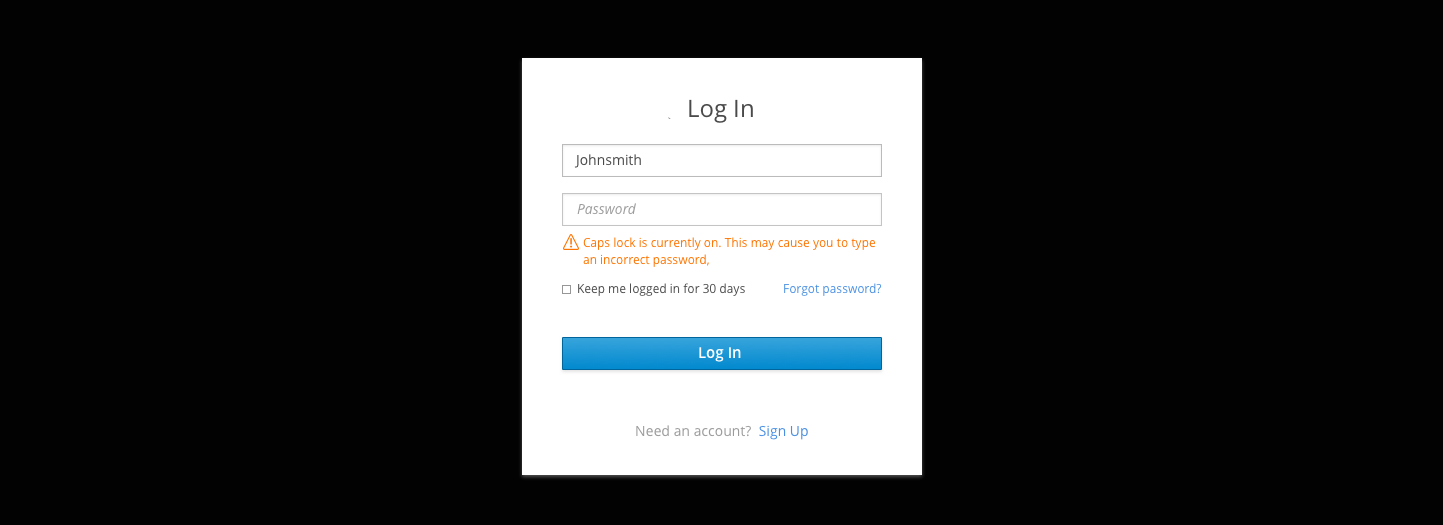 Log In
Johnsmith
Password
Caps lock is currently on. This may cause you to type
an incorrect password,
Keep me logged in for 30 days Forgot password?
Log In
Need an account? Sign Up